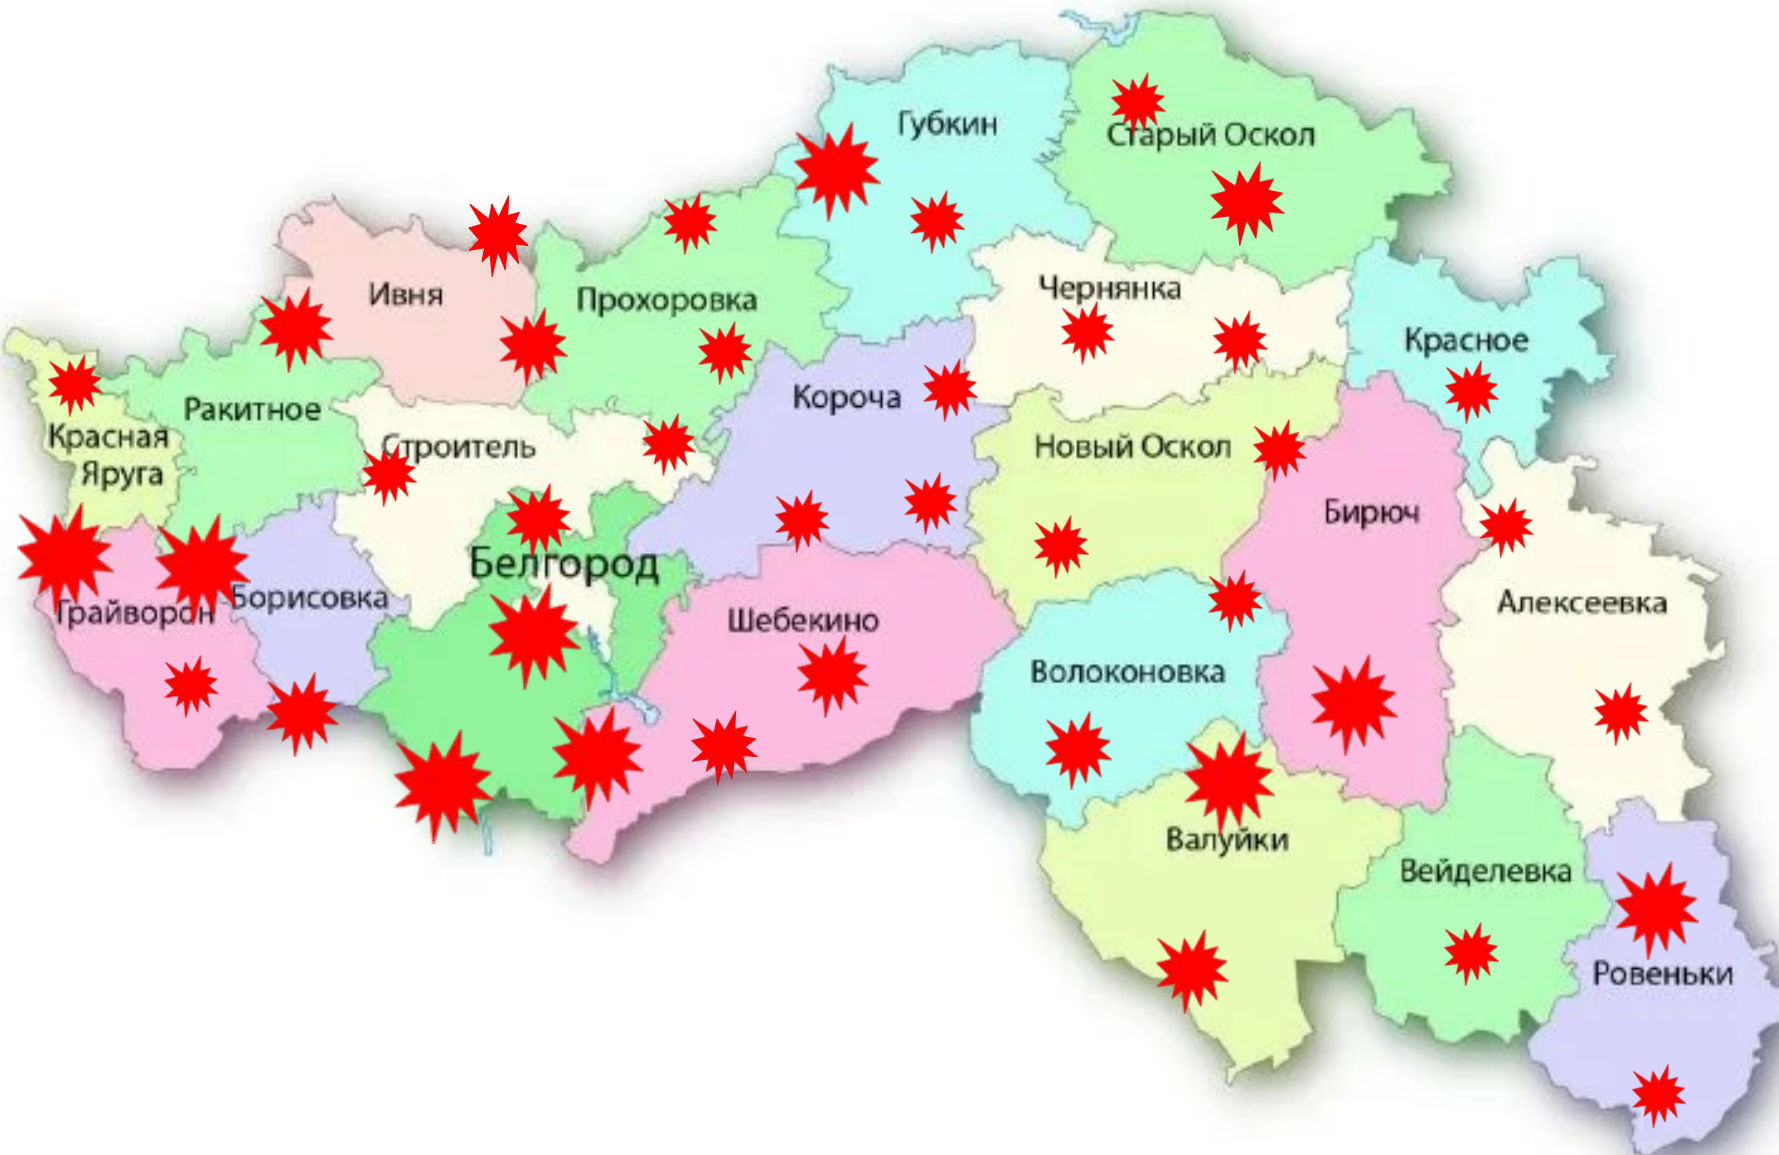 Губкин
Старый Оскол
Ивня
Прохоровка
Чернянка
Красное
Ракитное
Короча
Красная
Яруга
Строитель
Новый Оскол
Бирюч
Белгород
Борисовка
Грайворон
Шебекино
Алексеевка
Волоконовка
Валуйки
Вейделевка
Ровеньки